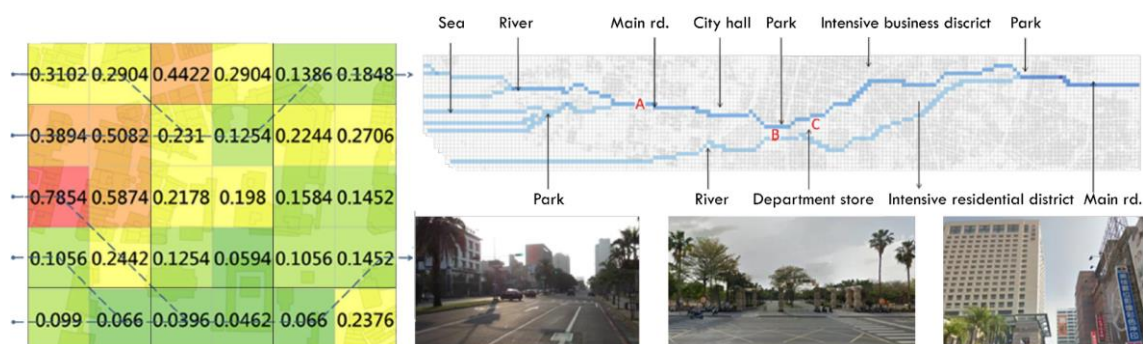 Sea River Main rd. City hall Park Intensive business discrict Park
0.3102 0.2904 0.4422 0.2904 0.1386 0.1848
0.3894 0.5082 0.231 0.1254 0.2244 0.2706
0.7854 0.5874 0.2178 0.198 0.1584 0.1452
0.1056 0.2442 0.1254 0.0594 0.1056 0.1452
0.099 0.066 0.0396 0.0462 0.066 0.2376
A
B
C
Park River Department store Intensive residential district Main rd.